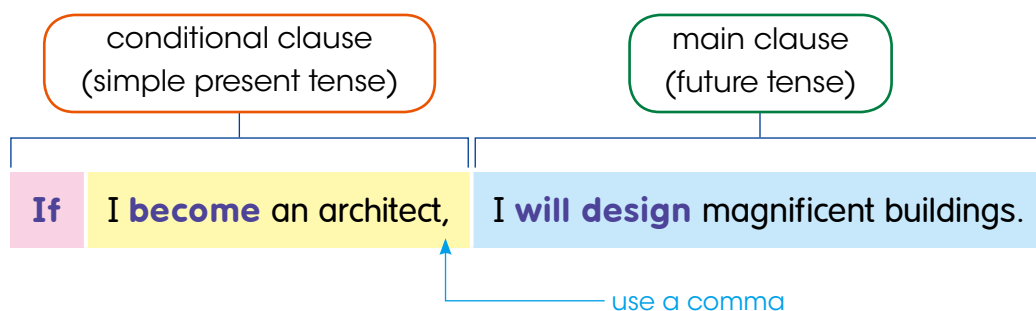 conditional clause
(simple present tense)
main clause
(future tense)
If I become an architect, I will design magnificent buildings.
use a comma